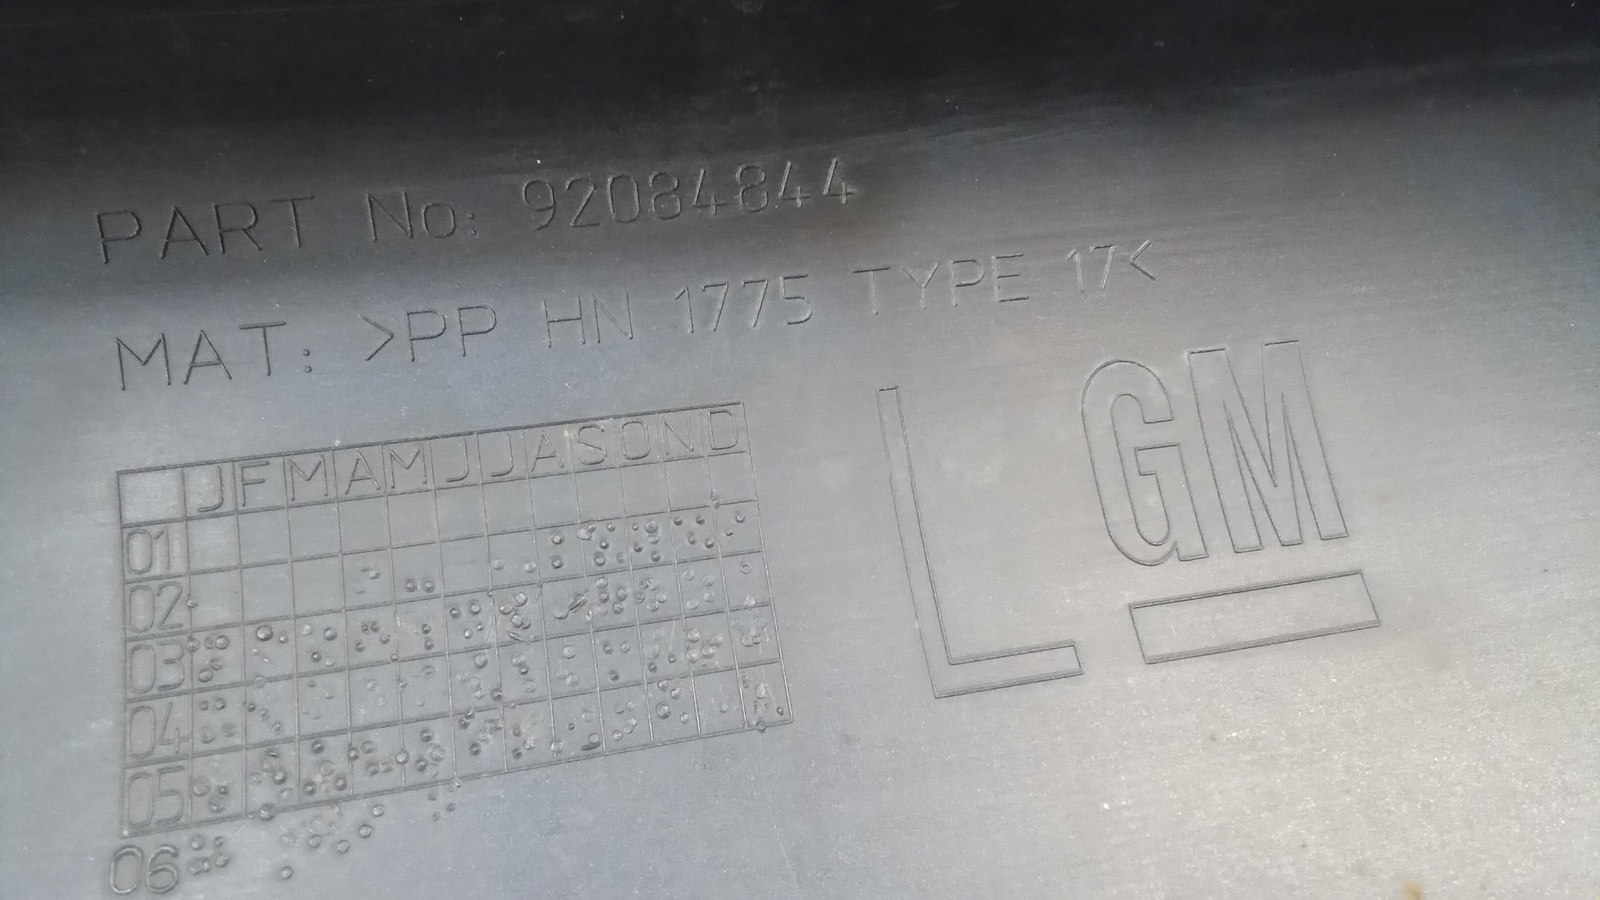 PART No: 92084844
MAT: >PP HN 1775 TYPE 17<
J F M A M J J A S O N D
01
02
03
04
05
06
L
GM